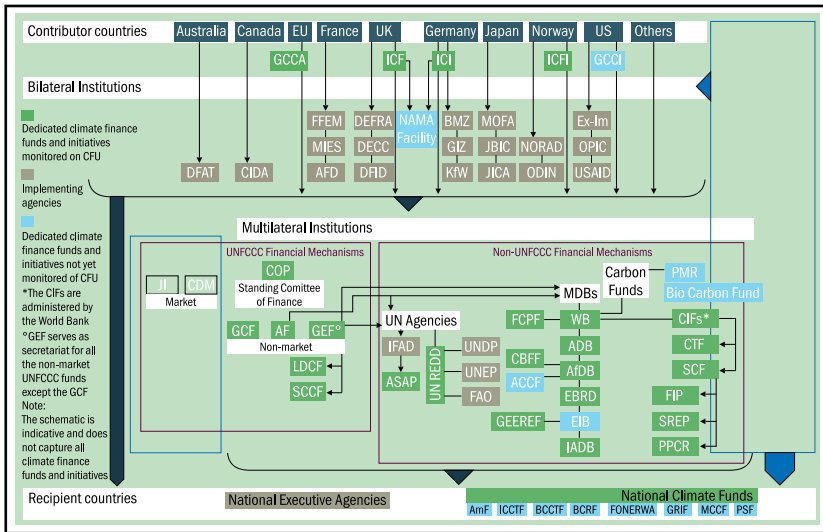 Contributor countries
Australia
Canada
EU
France
UK
Germany
Japan
Norway
US
Others
GCCA
ICF
ICI
ICFI
GCCI
Bilateral Institutions
Dedicated climate finance
funds and initiatives
monitored on CFU
Implementing
agencies
Dedicated climate
finance funds and
initiatives not yet
monitored of CFU
*The CIFs are
administered by
the World Bank
°GEF serves as
secretariat for all
the non-market
UNFCCC funds
except the GCF
Note:
The schematic is
indicative and does
not capture all
climate finance
funds and initiatives
FFEM
DEFRA
NAMA
Facility
BMZ
MOFA
Ex-Im
MIES
DECC
GIZ
JBIC
NORAD
OPIC
DFAT
CIDA
AFD
DFID
KfW
JICA
ODIN
USAID
Multilateral Institutions
UNFCCC Financial Mechanisms
JI
CDM
Market
COP
Standing Comittee
of Finance
GCF
AF
GEF°
Non-market
LDCF
SCCF
Non-UNFCCC Financial Mechanisms
UN Agencies
IFAD
ASAP
UN REDD
UNDP
UNEP
FAO
MDBs
Carbon
Funds
PMR
Bio Carbon Fund
FCPF
WB
CIFs*
ADB
CTF
CBFF
AfDB
SCF
ACCF
EBRD
FIP
GEEREF
EIB
SREP
IADB
PPCR
Recipient countries
National Executive Agencies
National Climate Funds
AmF
ICCTF
BCCTF
BCRF
FONERWA
GRIF
MCCF
PSF